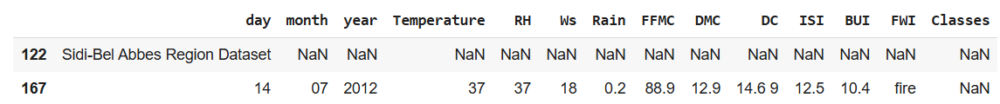 day month year Temperature RH Ws Rain FFMC DMC DC ISI BUI FWI Classes
122 Sidi-Bel Abbes Region Dataset NaN NaN NaN NaN NaN NaN NaN NaN NaN NaN NaN NaN NaN
167 14 07 2012 37 37 18 0.2 88.9 12.9 14.6 9 12.5 10.4 fire NaN